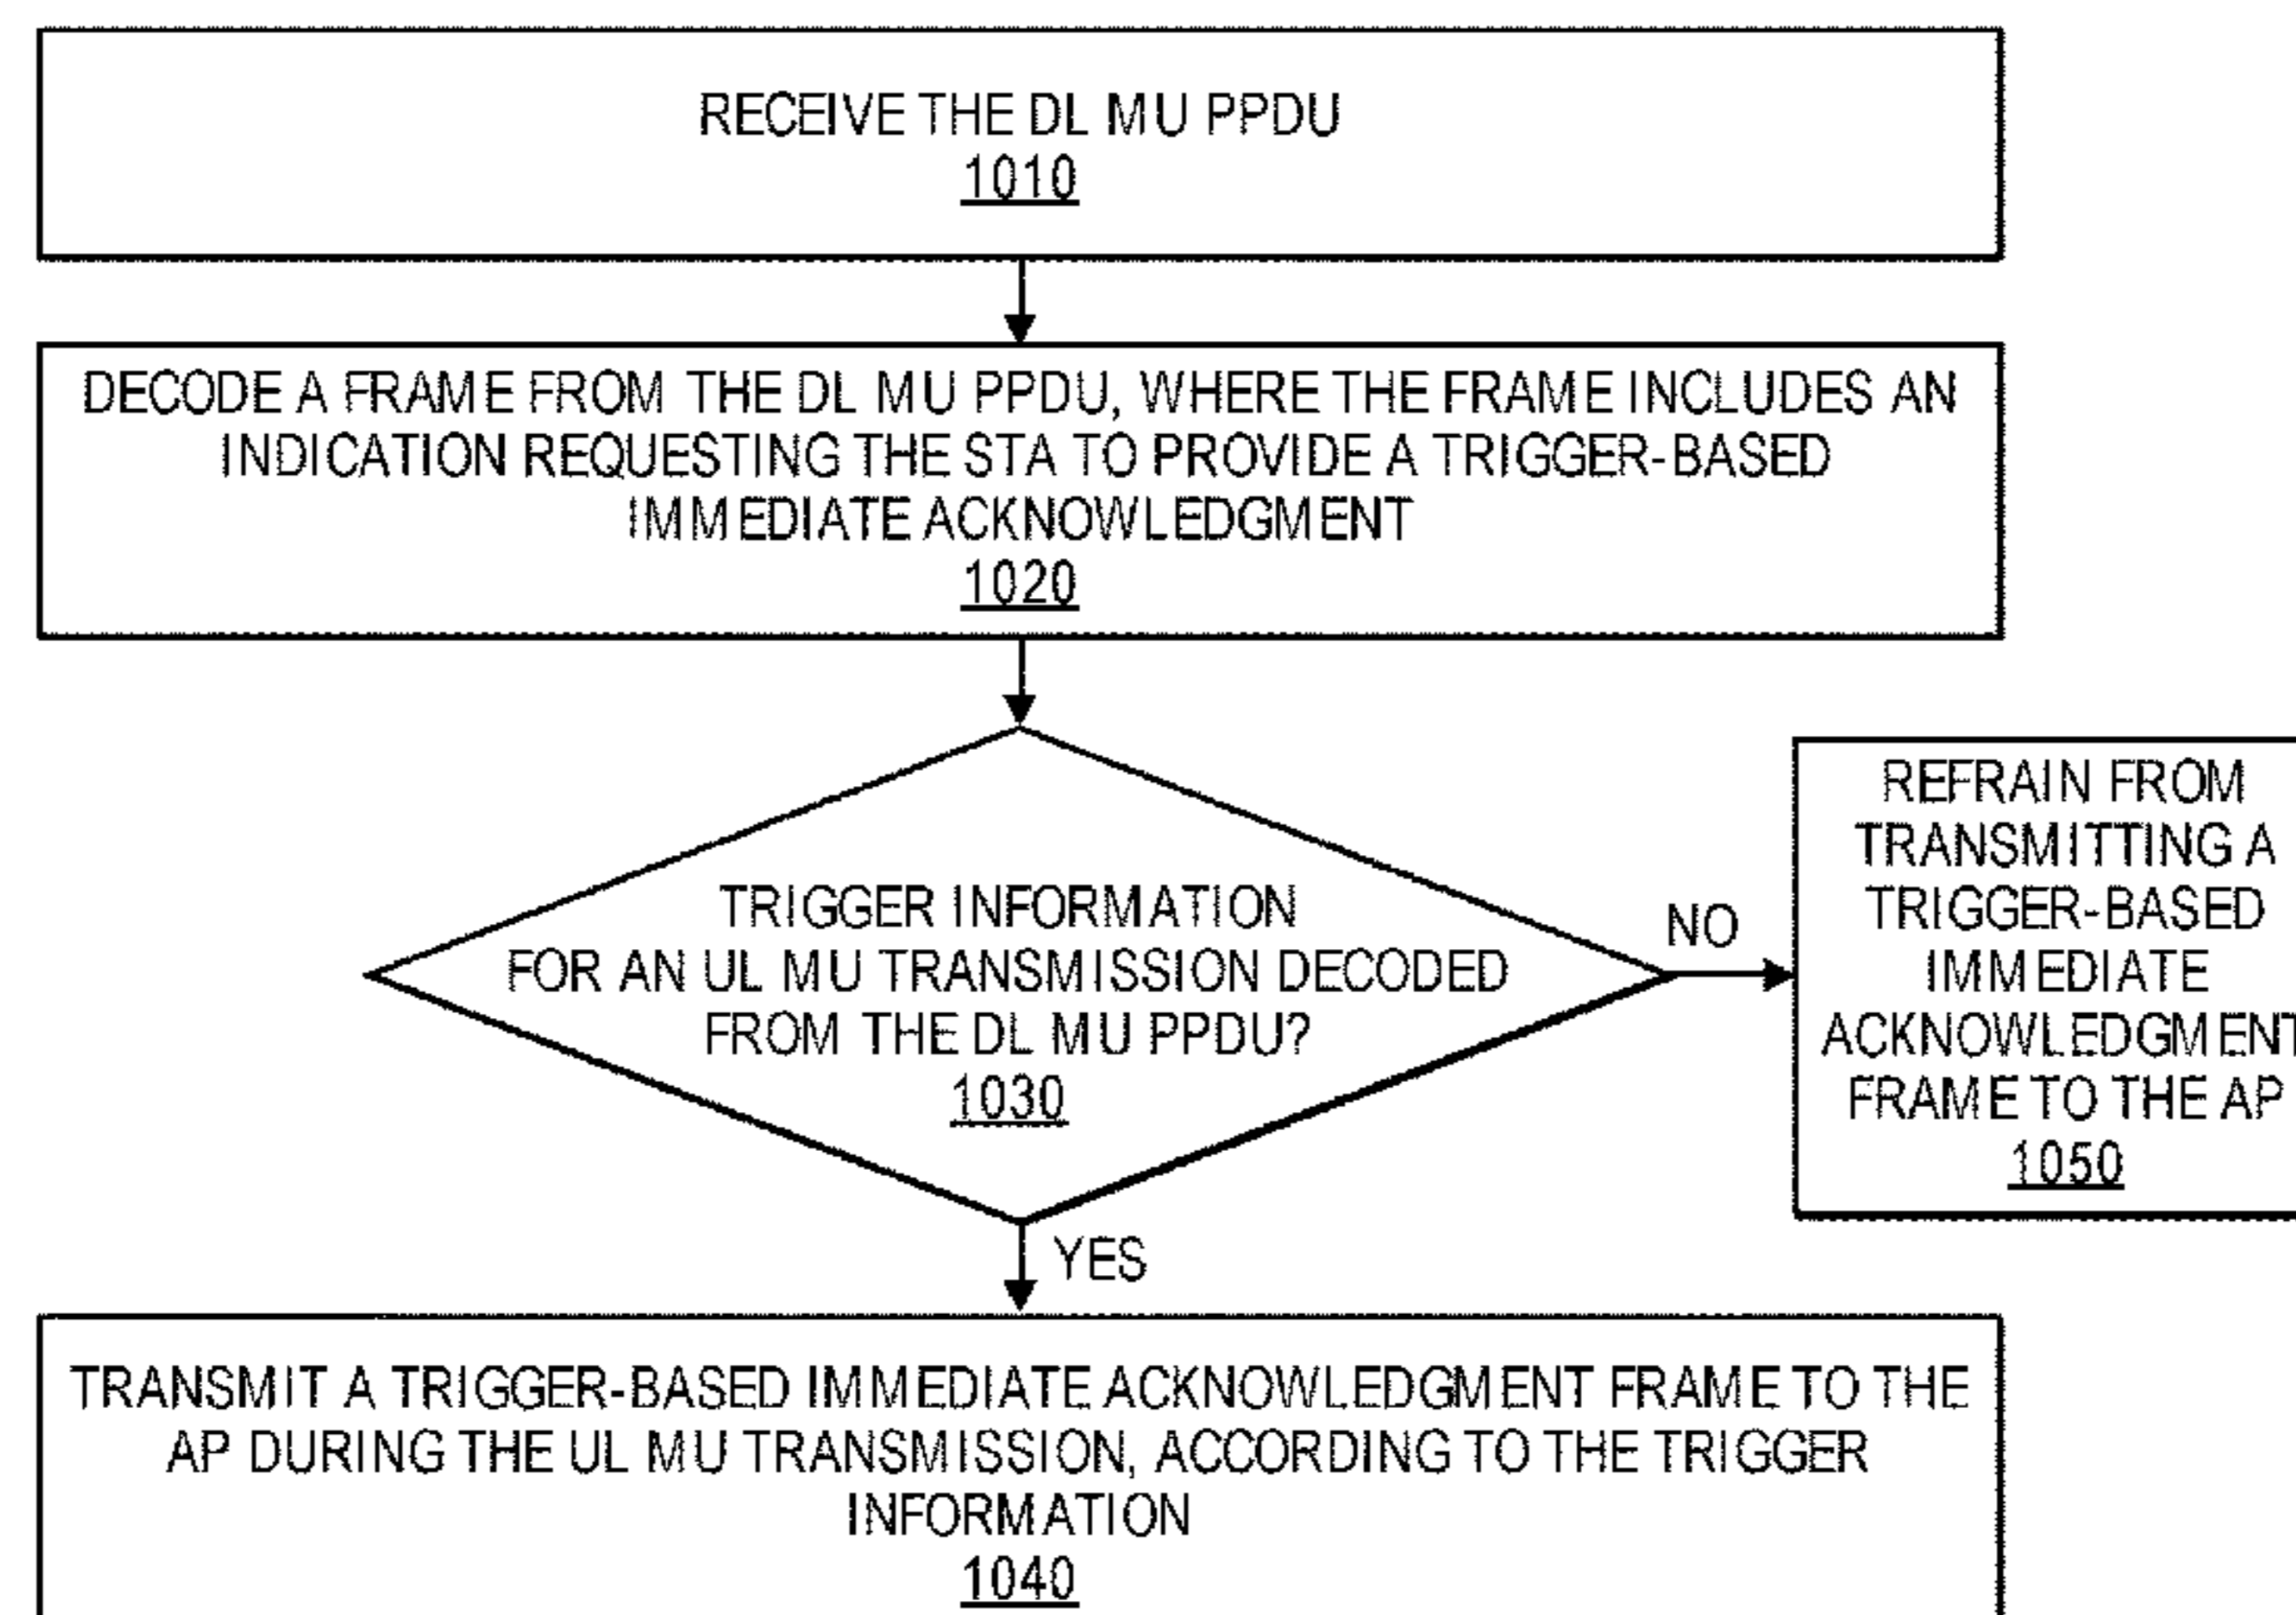 RECEIVE THE DL MU PPDU
1010
DECODE A FRAME FROM THE DL MU PPDU, WHERE THE FRAME INCLUDES AN
INDICATION REQUESTING THE STA TO PROVIDE A TRIGGER-BASED
IMMEDIATE ACKNOWLEDGMENT
1020
TRIGGER INFORMATION
FOR AN UL MU TRANSMISSION DECODED
FROM THE DL MU PPDU?
1030
NO
REFRAIN FROM
TRANSMITTING A
TRIGGER-BASED
IMMEDIATE
ACKNOWLEDGMENT
FRAME TO THE AP
1050
YES
TRANSMIT A TRIGGER-BASED IMMEDIATE ACKNOWLEDGMENT FRAME TO THE
AP DURING THE UL MU TRANSMISSION, ACCORDING TO THE TRIGGER
INFORMATION
1040